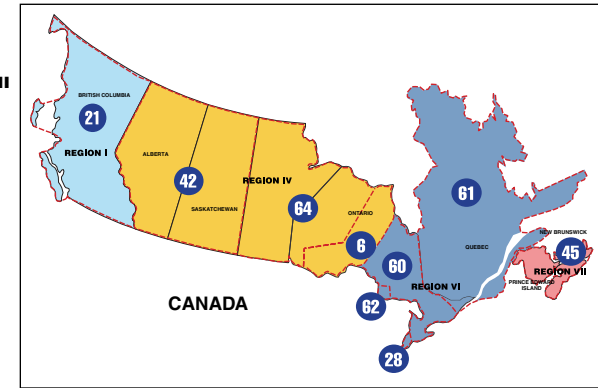 II
BRITISH COLUMBIA
21
REGION I
ALBERTA
42
SASKATCHEWAN
REGION IV
64
ONTARIO
6
60
REGION VI
62
28
61
QUEBEC
NEW BRUNSWICK
45
REGION VII
PRINCE EDWARD
ISLAND
CANADA